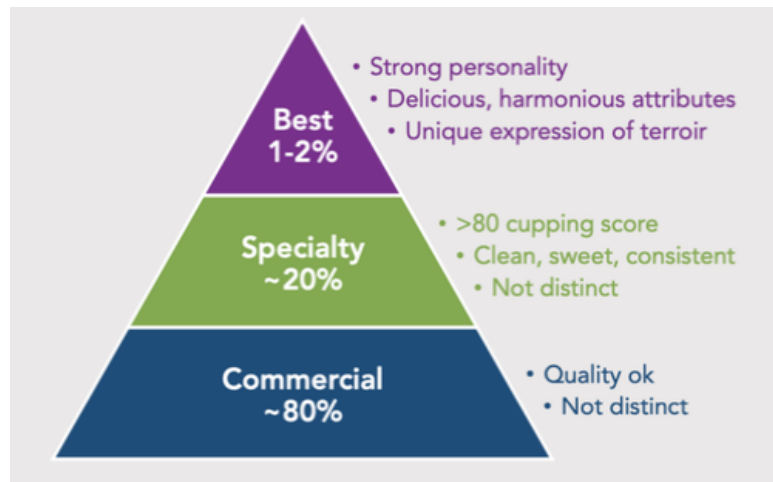 Best
1-2%
• Strong personality
• Delicious, harmonious attributes
• Unique expression of terroir
Specialty
~20%
• >80 cupping score
• Clean, sweet, consistent
• Not distinct
Commercial
~80%
• Quality ok
• Not distinct